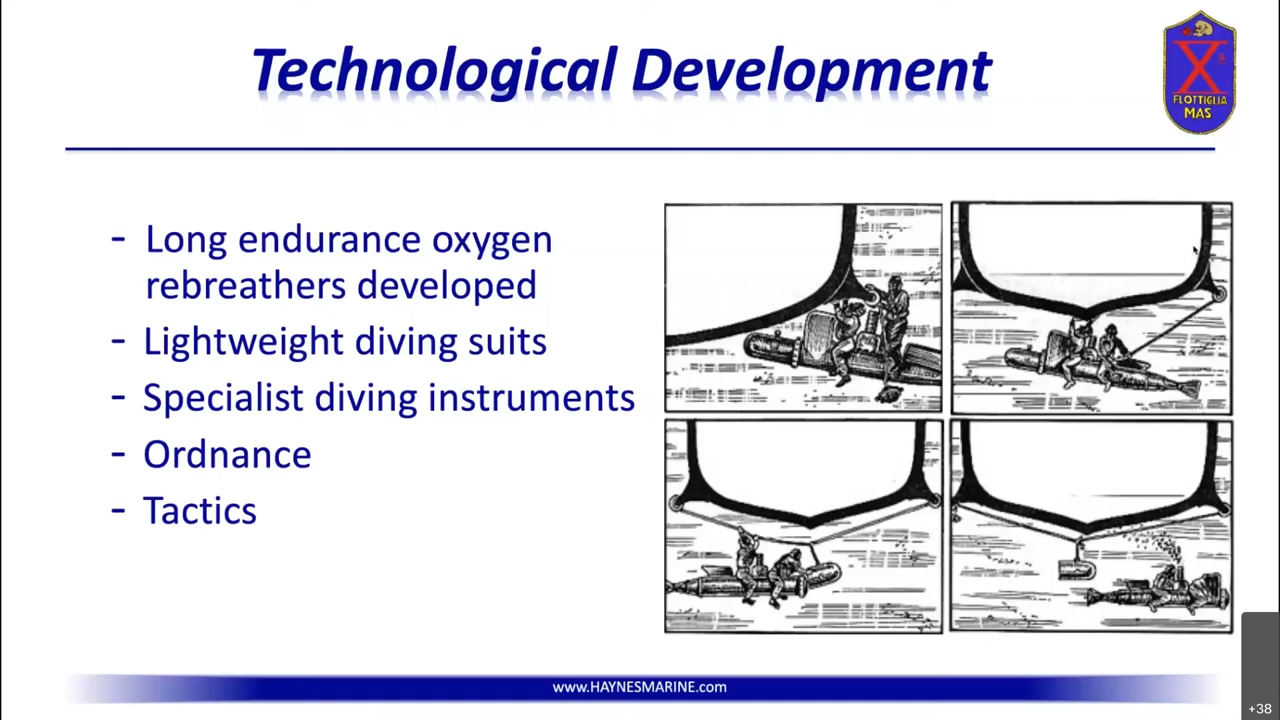 Technological Development
X
FLOTTIGLIA
MAS
- Long endurance oxygen
rebreathers developed
- Lightweight diving suits
- Specialist diving instruments
- Ordnance
- Tactics
www.HAYNESMARINE.com
+38